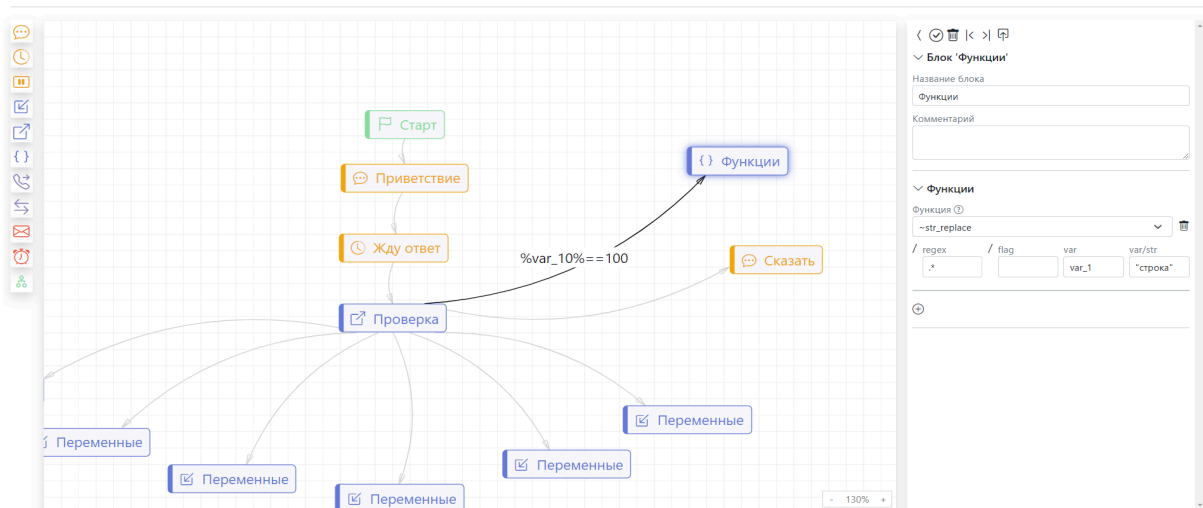 Старт
Приветствие
Жду ответ
Проверка
%var_10%==100
{ } Функции
Сказать
Переменные
Переменные
Переменные
Переменные
Переменные
- 130% +
Блок 'Функции'
Название блока
Функции
Комментарий
Функции
Функция ?
~str_replace
/ regex / flag var var/str
.* var_1 "строка"